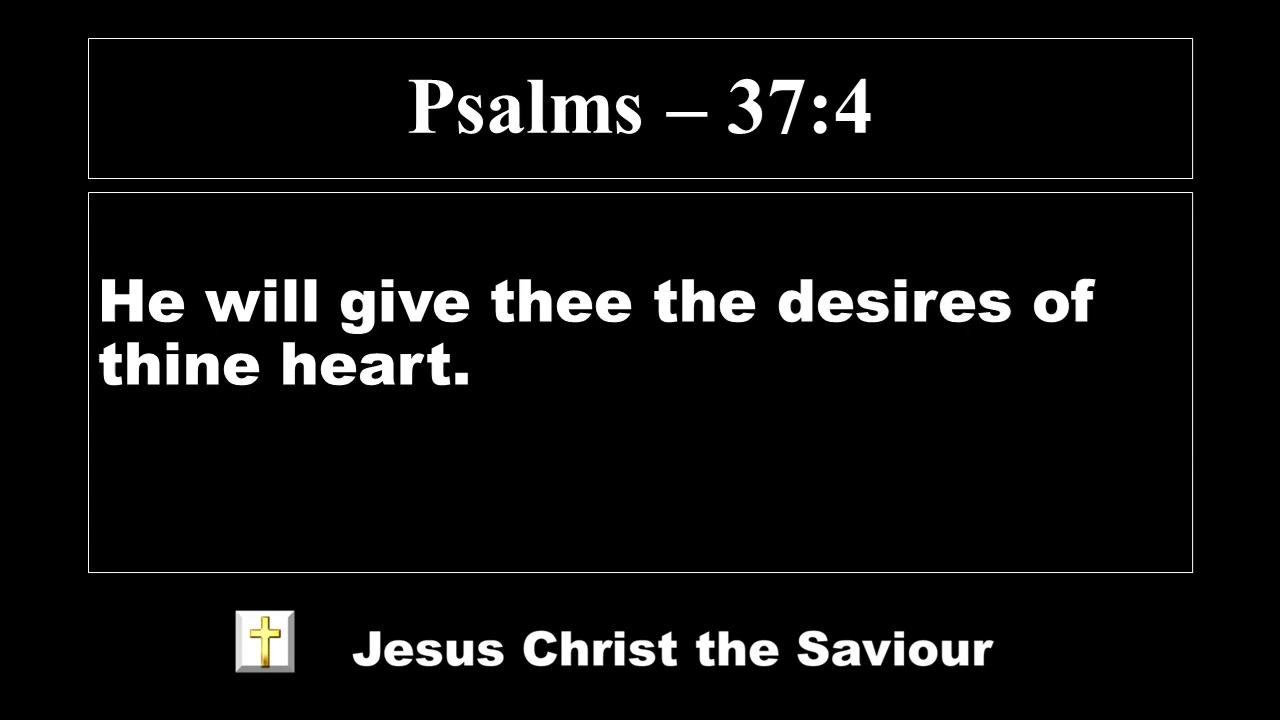 Psalms – 37:4
He will give thee the desires of
thine heart.
Jesus Christ the Saviour